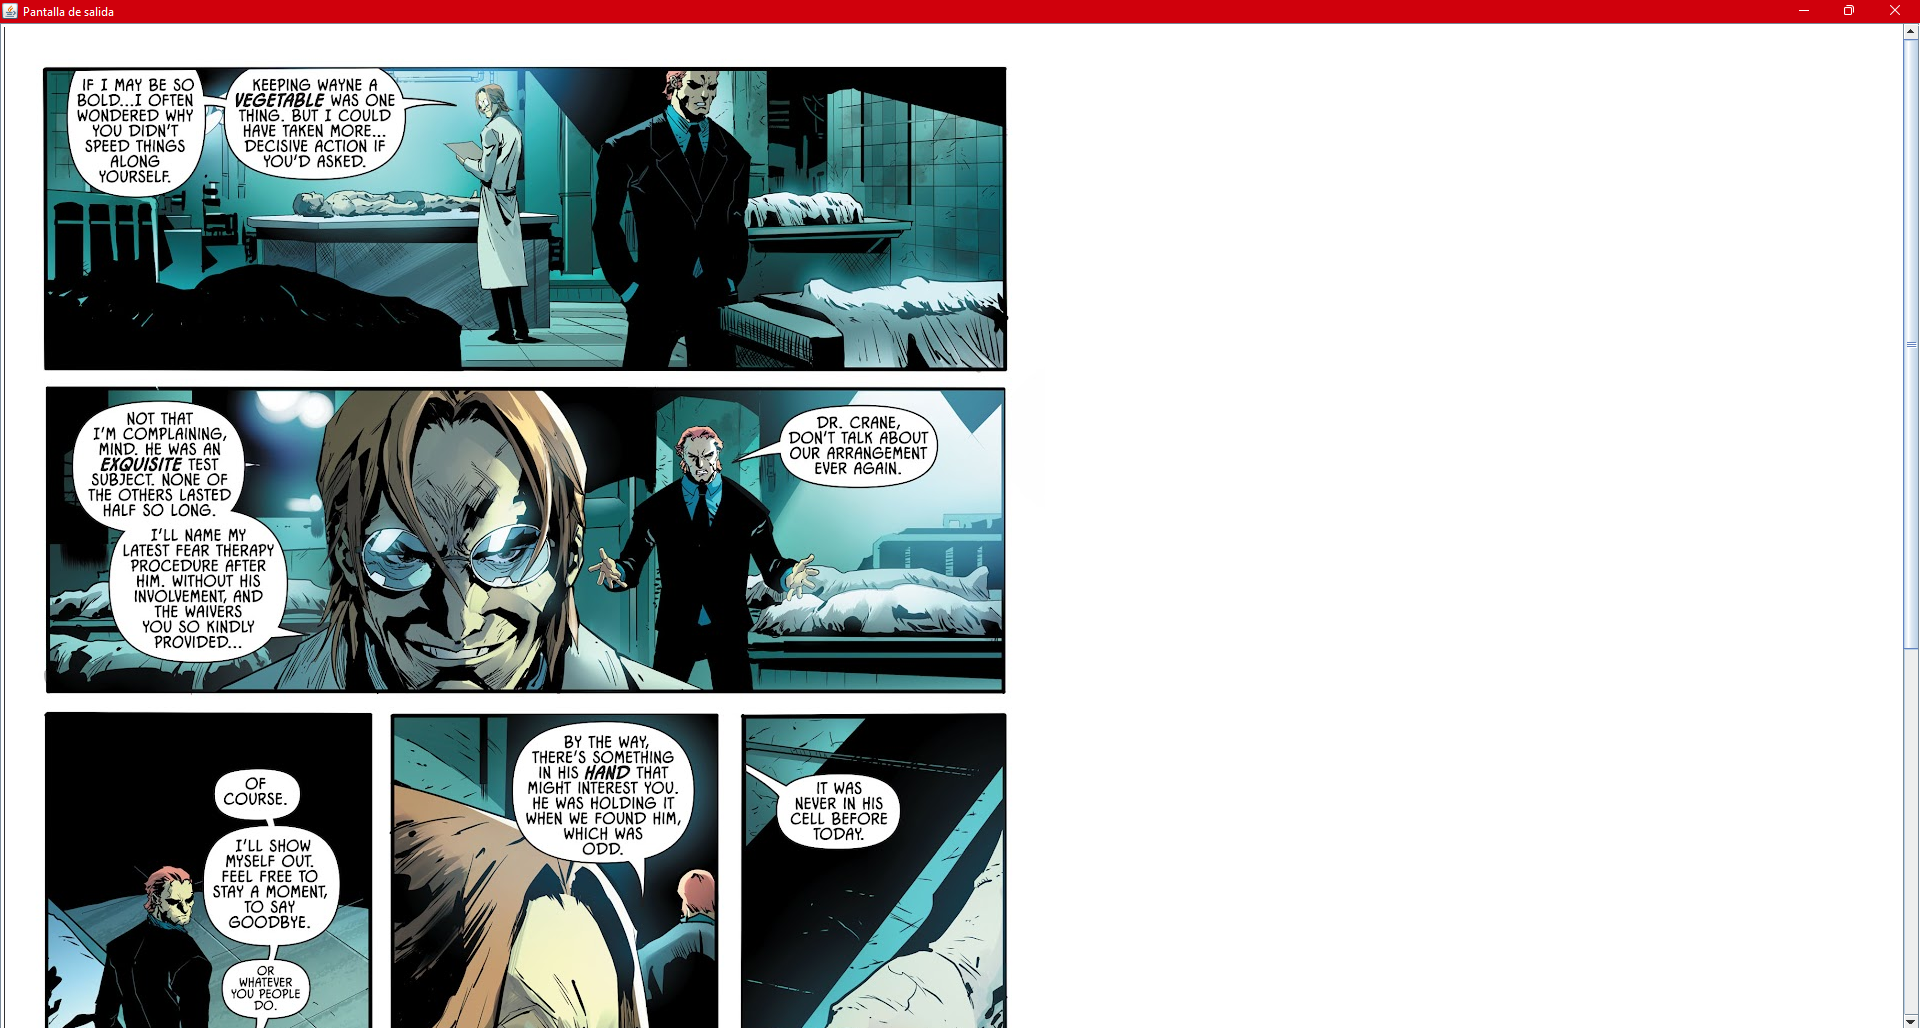 Pantalla de salida
IF I MAY BE SO
BOLD...I OFTEN
WONDERED WHY
YOU DIDN'T
SPEED THINGS
ALONG
YOURSELF.
KEEPING WAYNE A
VEGETABLE WAS ONE
THING. BUT I COULD
HAVE TAKEN MORE...
DECISIVE ACTION IF
YOU'D ASKED.
NOT THAT
I'M COMPLAINING,
MIND. HE WAS AN
EXQUISITE TEST
SUBJECT. NONE OF
THE OTHERS LASTED
HALF SO LONG.
I'LL NAME MY
LATEST FEAR THERAPY
PROCEDURE AFTER
HIM. WITHOUT HIS
INVOLVEMENT, AND
THE WAIVERS
YOU SO KINDLY
PROVIDED...
DR. CRANE,
DON'T TALK ABOUT
OUR ARRANGEMENT
EVER AGAIN.
OF
COURSE.
I'LL SHOW
MYSELF OUT.
FEEL FREE TO
STAY A MOMENT,
TO SAY
GOODBYE.
OR
WHATEVER
YOU PEOPLE
DO.
BY THE WAY,
THERE'S SOMETHING
IN HIS HAND THAT
MIGHT INTEREST YOU.
HE WAS HOLDING IT
WHEN WE FOUND HIM,
WHICH WAS
ODD.
IT WAS
NEVER IN HIS
CELL BEFORE
TODAY.